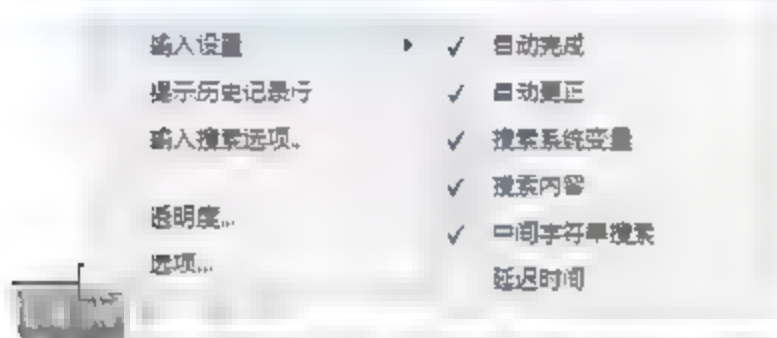 输入设置
提示历史记录行
输入搜索选项...
透明度...
选项...
自动完成
自动更正
搜索系统变量
搜索内容
中间字符串搜索
延迟时间